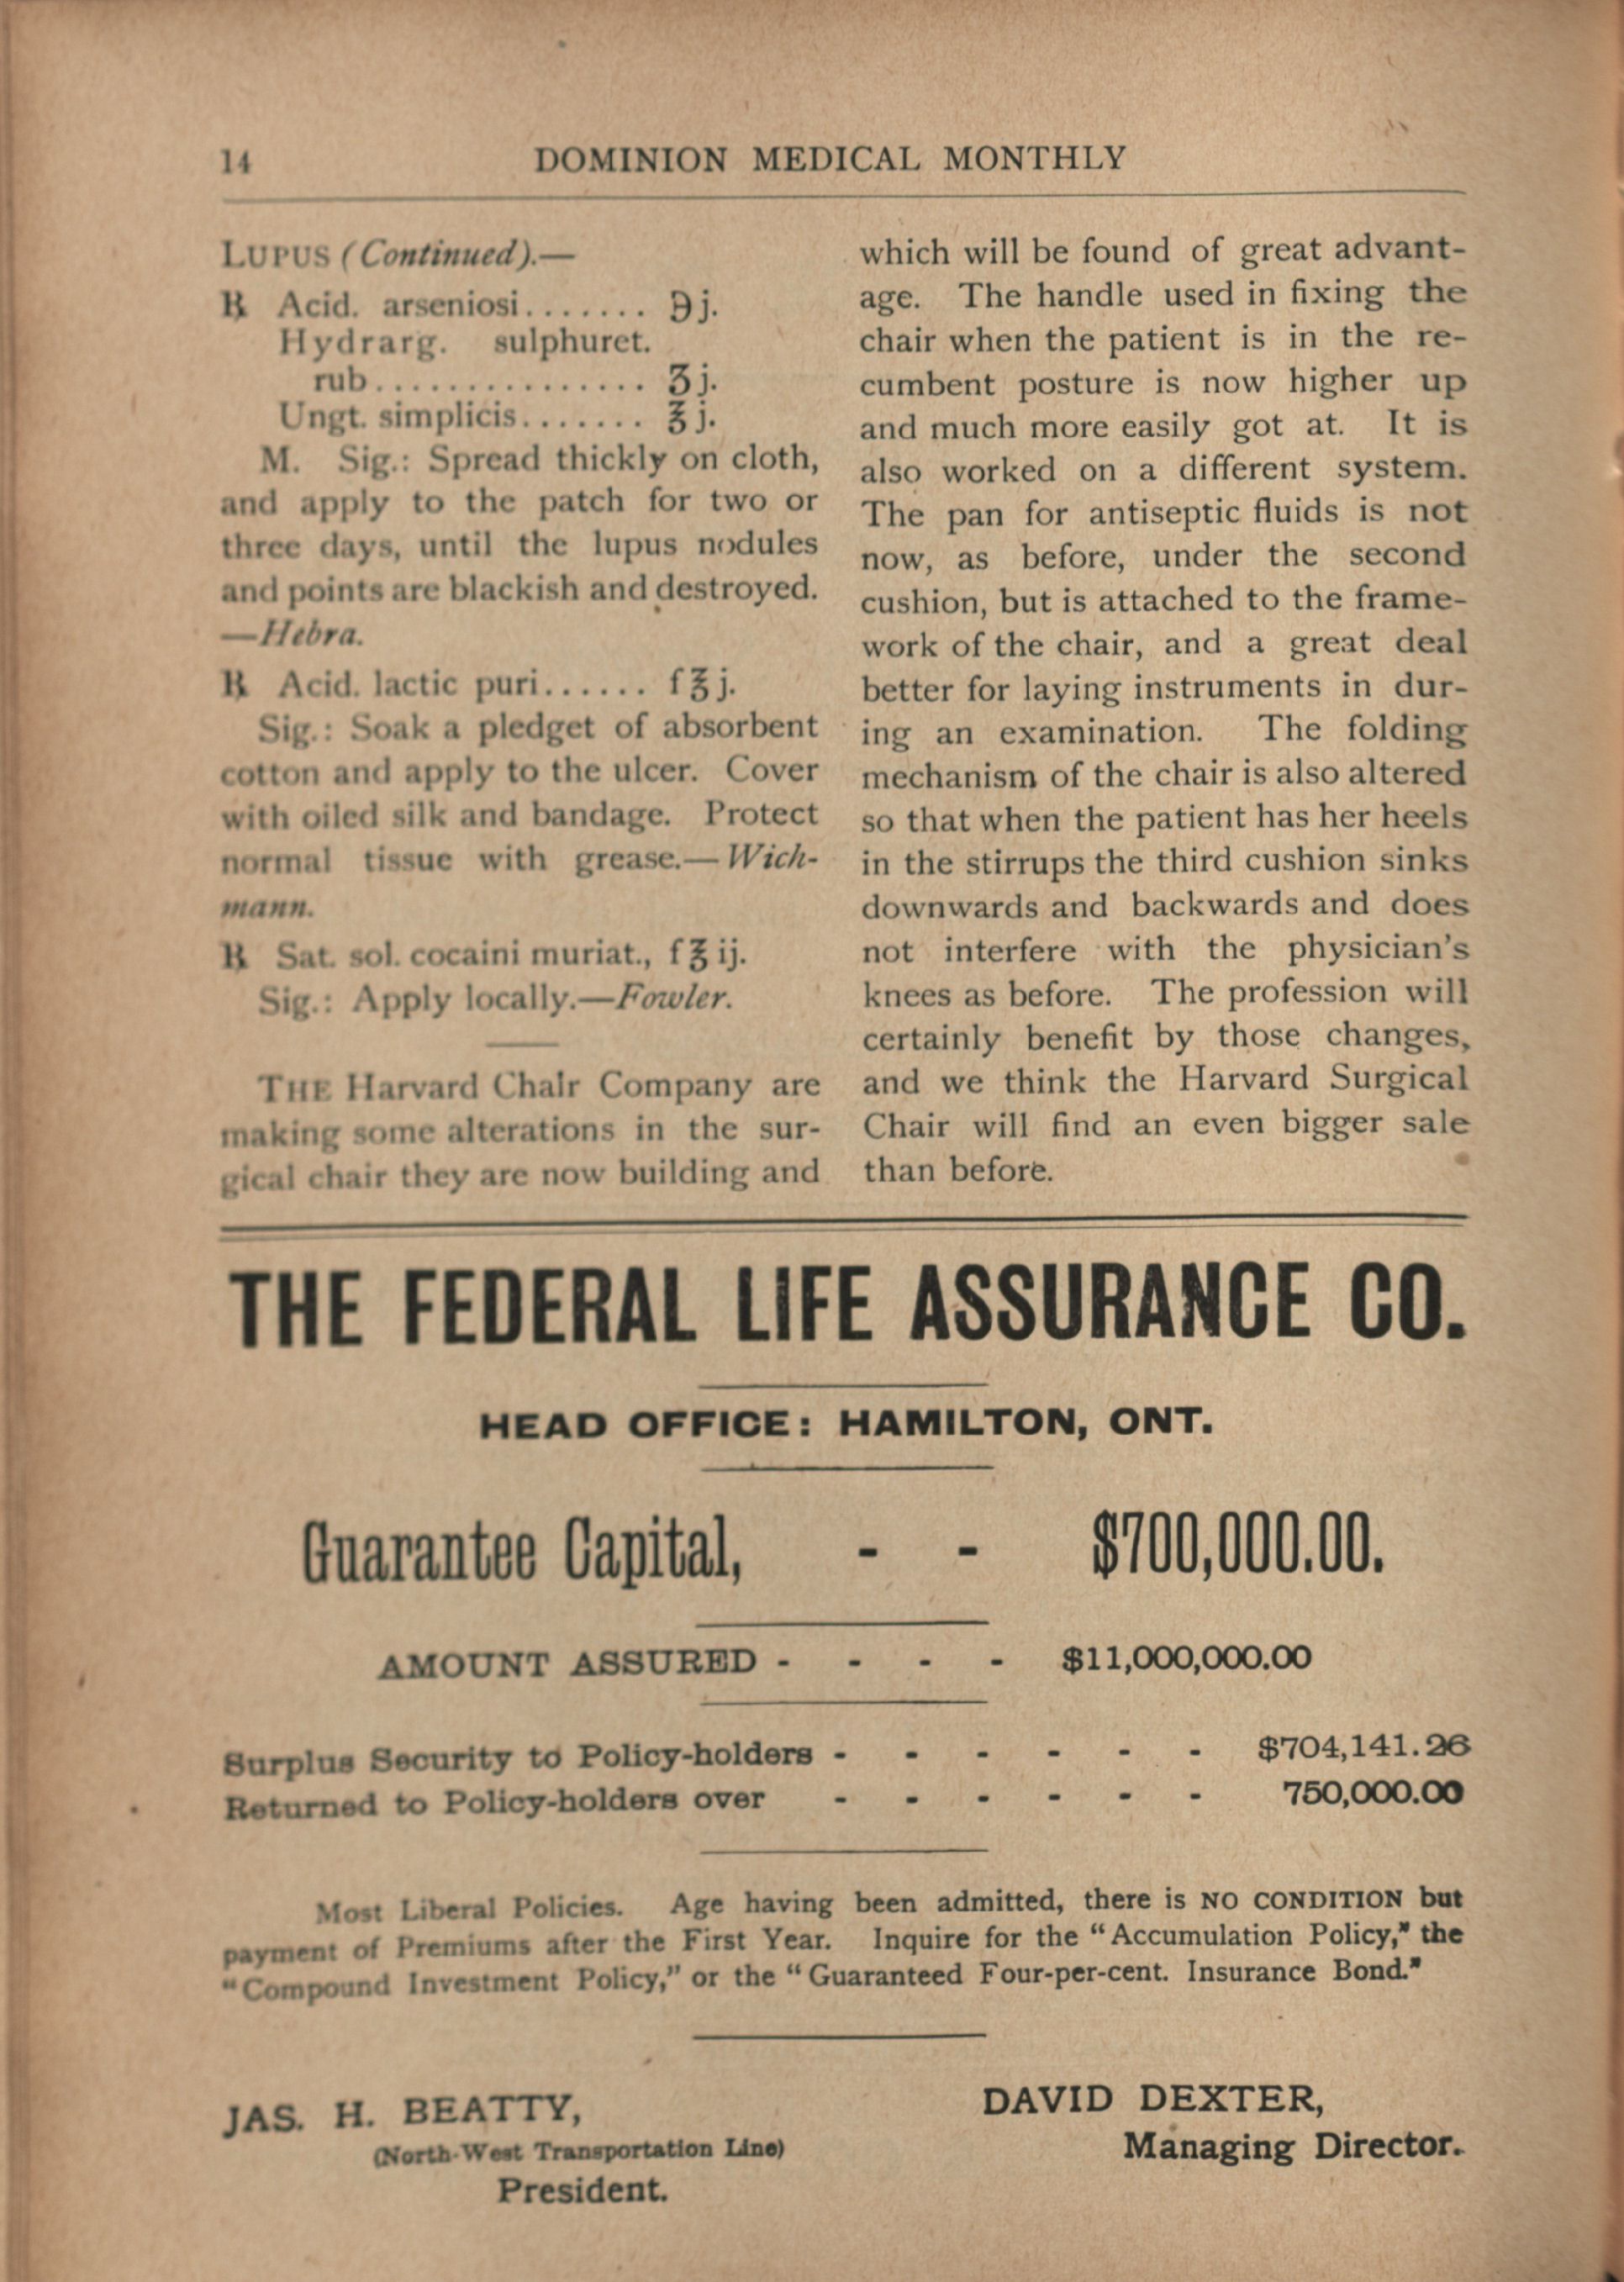 14 DOMINION MEDICAL MONTHLY
LUPUS (Continued).—
℞ Acid. arseniosi....... ℈j.
Hydrarg. sulphuret.
rub............... ʒj.
Ungt. simplicis....... ℥j.
M. Sig.: Spread thickly on cloth,
and apply to the patch for two or
three days, until the lupus nodules
and points are blackish and destroyed.
—Hebra.
℞ Acid. lactic puri...... f℥j.
Sig.: Soak a pledget of absorbent
cotton and apply to the ulcer. Cover
with oiled silk and bandage. Protect
normal tissue with grease.—Wich-
mann.
℞ Sat. sol. cocaini muriat., f℥ij.
Sig.: Apply locally.—Fowler.
THE Harvard Chair Company are
making some alterations in the sur-
gical chair they are now building and
which will be found of great advant-
age. The handle used in fixing the
chair when the patient is in the re-
cumbent posture is now higher up
and much more easily got at. It is
also worked on a different system.
The pan for antiseptic fluids is not
now, as before, under the second
cushion, but is attached to the frame-
work of the chair, and a great deal
better for laying instruments in dur-
ing an examination. The folding
mechanism of the chair is also altered
so that when the patient has her heels
in the stirrups the third cushion sinks
downwards and backwards and does
not interfere with the physician's
knees as before. The profession will
certainly benefit by those changes,
and we think the Harvard Surgical
Chair will find an even bigger sale
than before.
THE FEDERAL LIFE ASSURANCE CO.
HEAD OFFICE: HAMILTON, ONT.
Guarantee Capital, - - $700,000.00.
AMOUNT ASSURED - - - - $11,000,000.00
Surplus Security to Policy-holders - - - - - - $704,141.26
Returned to Policy-holders over - - - - - - 750,000.00
Most Liberal Policies. Age having been admitted, there is NO CONDITION but
payment of Premiums after the First Year. Inquire for the "Accumulation Policy," the
"Compound Investment Policy," or the "Guaranteed Four-per-cent. Insurance Bond."
JAS. H. BEATTY,
(North-West Transportation Line)
President.
DAVID DEXTER,
Managing Director.